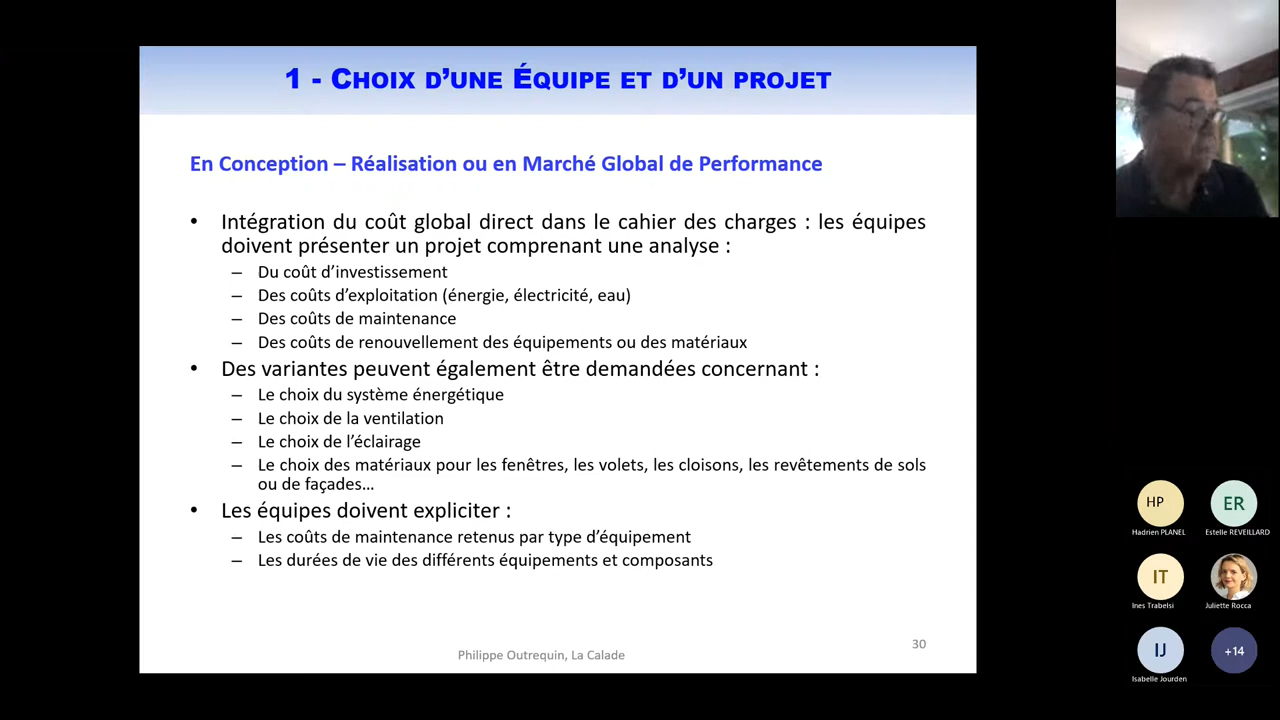 1 - CHOIX D'UNE ÉQUIPE ET D'UN PROJET
En Conception – Réalisation ou en Marché Global de Performance
• Intégration du coût global direct dans le cahier des charges : les équipes
doivent présenter un projet comprenant une analyse :
– Du coût d'investissement
– Des coûts d'exploitation (énergie, électricité, eau)
– Des coûts de maintenance
– Des coûts de renouvellement des équipements ou des matériaux
• Des variantes peuvent également être demandées concernant :
– Le choix du système énergétique
– Le choix de la ventilation
– Le choix de l'éclairage
– Le choix des matériaux pour les fenêtres, les volets, les cloisons, les revêtements de sols
ou de façades…
• Les équipes doivent expliciter :
– Les coûts de maintenance retenus par type d'équipement
– Les durées de vie des différents équipements et composants
30
Philippe Outrequin, La Calade
HP
Hadrien PLANEL
ER
Estelle REVEILLARD
IT
Ines Trabelsi
Juliette Rocca
IJ
Isabelle Jourden
+14